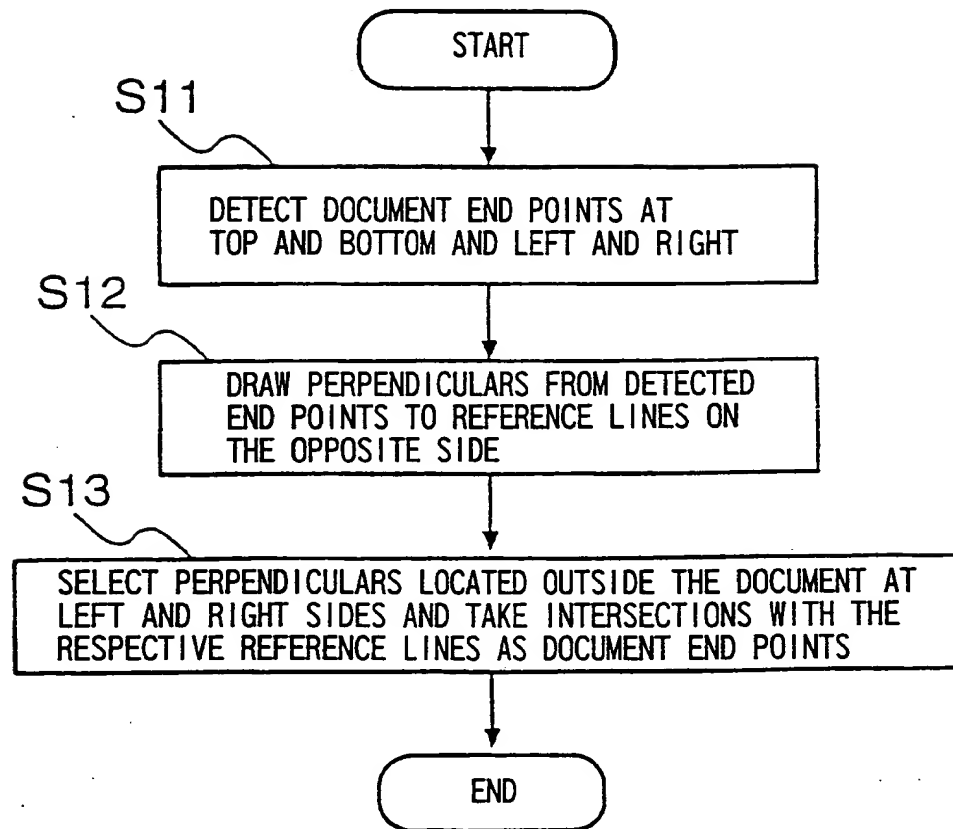 START
S11
DETECT DOCUMENT END POINTS AT
TOP AND BOTTOM AND LEFT AND RIGHT
S12
DRAW PERPENDICULARS FROM DETECTED
END POINTS TO REFERENCE LINES ON
THE OPPOSITE SIDE
S13
SELECT PERPENDICULARS LOCATED OUTSIDE THE DOCUMENT AT
LEFT AND RIGHT SIDES AND TAKE INTERSECTIONS WITH THE
RESPECTIVE REFERENCE LINES AS DOCUMENT END POINTS
END